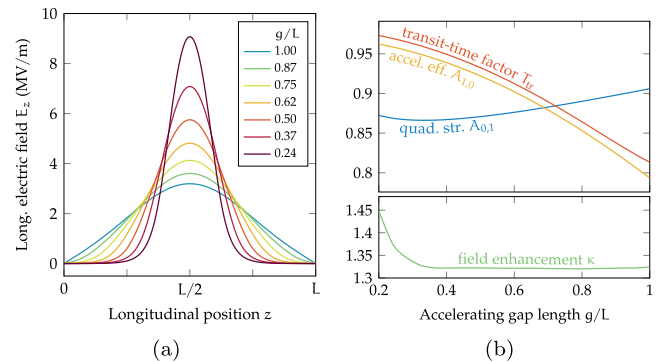 Long. electric field E_z (MV/m)
10
8
6
4
2
0
0
L/2
L
Longitudinal position z
g/L
1.00
0.87
0.75
0.62
0.50
0.37
0.24
(a)
0.95
0.9
0.85
0.8
transit-time factor T_tr
accel. eff. A_1,0
quad. str. A_0,1
1.45
1.4
1.35
1.3
field enhancement κ
0.2
0.4
0.6
0.8
1
Accelerating gap length g/L
(b)